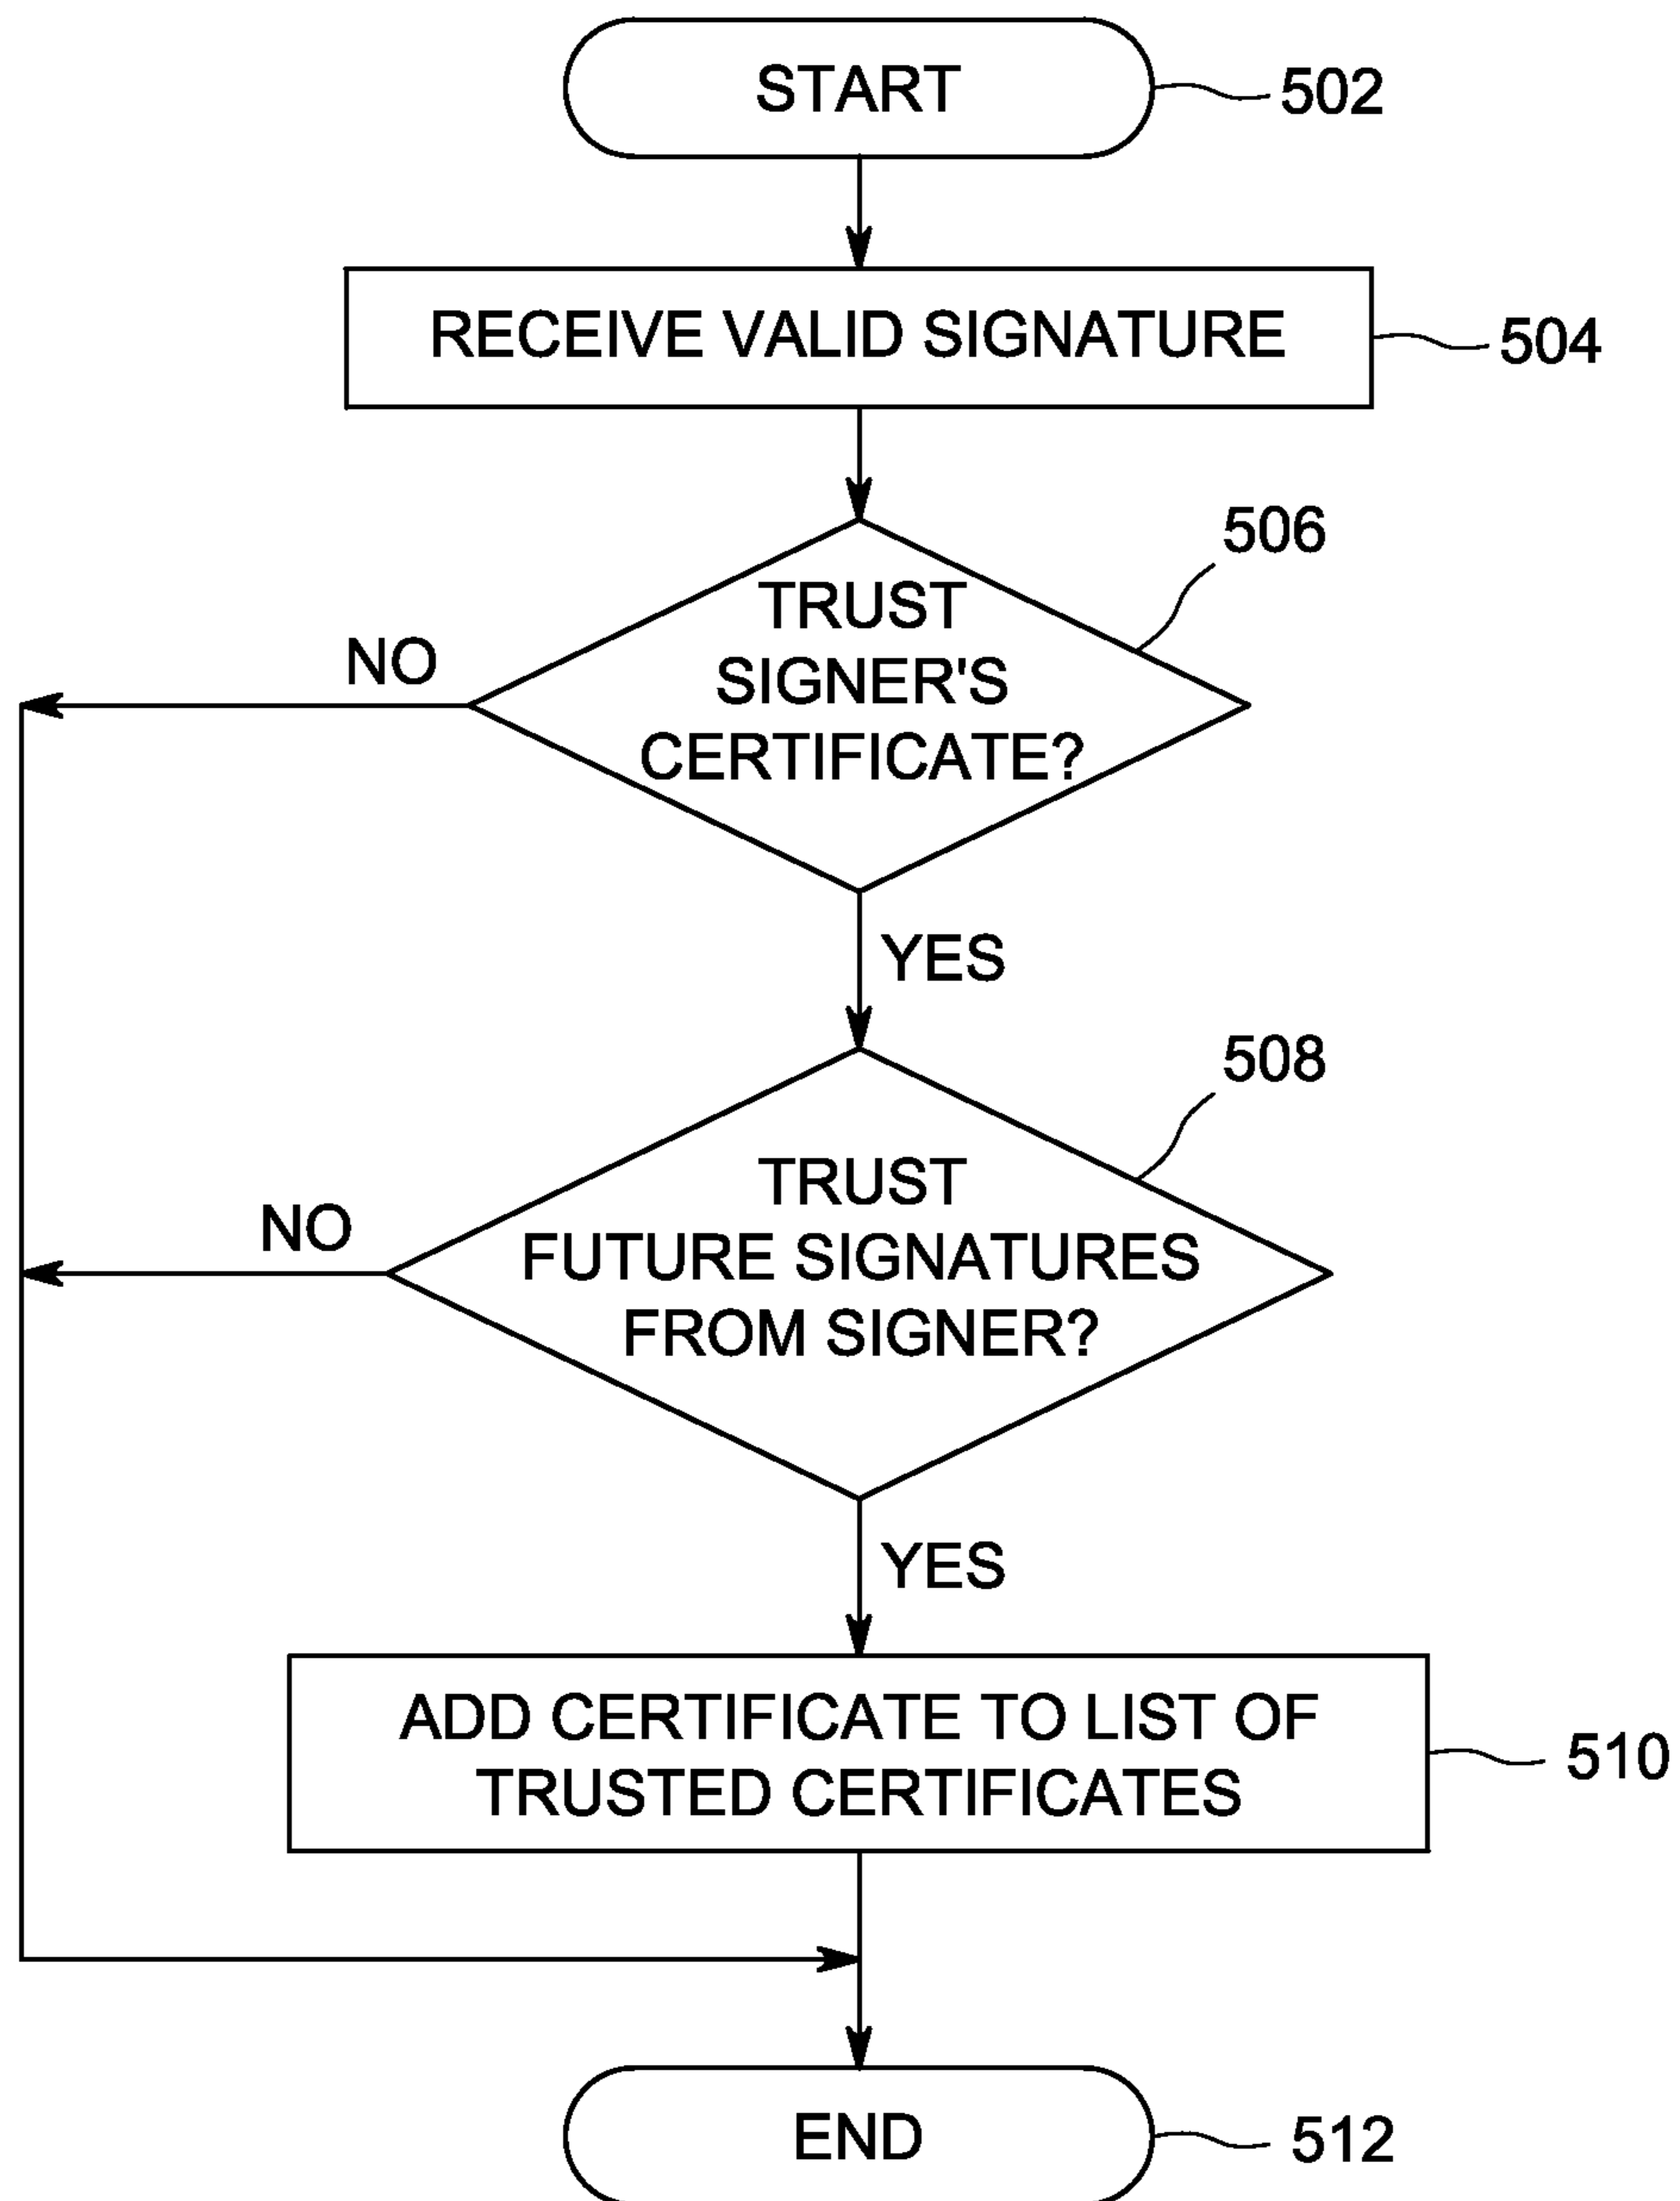 START
502
RECEIVE VALID SIGNATURE
504
506
TRUST
SIGNER'S
CERTIFICATE?
NO
YES
508
TRUST
FUTURE SIGNATURES
FROM SIGNER?
NO
YES
ADD CERTIFICATE TO LIST OF
TRUSTED CERTIFICATES
510
END
512